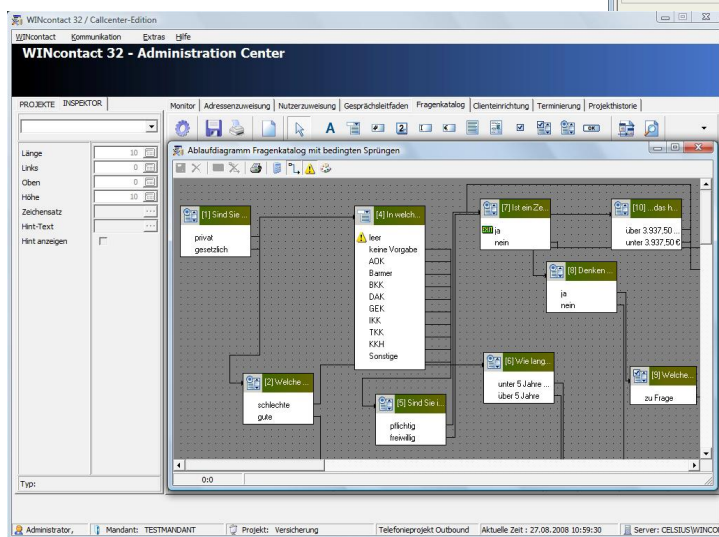 WINcontact 32 / Callcenter-Edition
WINcontact Kommunikation Extras Hilfe
WINcontact 32 - Administration Center
PROJEKTE INSPEKTOR
Monitor Adressenzuweisung Nutzerzuweisung Gesprächsleitfaden Fragenkatalog Clienteinrichtung Terminierung Projekthistorie
Länge 10
Links 0
Oben 0
Höhe 10
Zeichensatz ...
Hint-Text ...
Hint anzeigen
Typ:
Ablaufdiagramm Fragenkatalog mit bedingten Sprüngen
[1] Sind Sie ...
privat
gesetzlich
[4] In welch...
leer
keine Vorgabe
AOK
Barmer
BKK
DAK
GEK
IKK
TKK
KKH
Sonstige
[7] Ist ein Ze...
ja
nein
[10] ...das h...
über 3.937,50 ...
unter 3.937,50 €
[8] Denken ...
ja
nein
[2] Welche ...
schlechte
gute
[5] Sind Sie i...
pflichtig
freiwillig
[6] Wie lang...
unter 5 Jahre ...
über 5 Jahre
[9] Welche...
zu Frage
0:0
Administrator, Mandant: TESTMANDANT Projekt: Versicherung Telefonieprojekt Outbound Aktuelle Zeit : 27.08.2008 10:59:30 Server: CELSIUS\WINCO